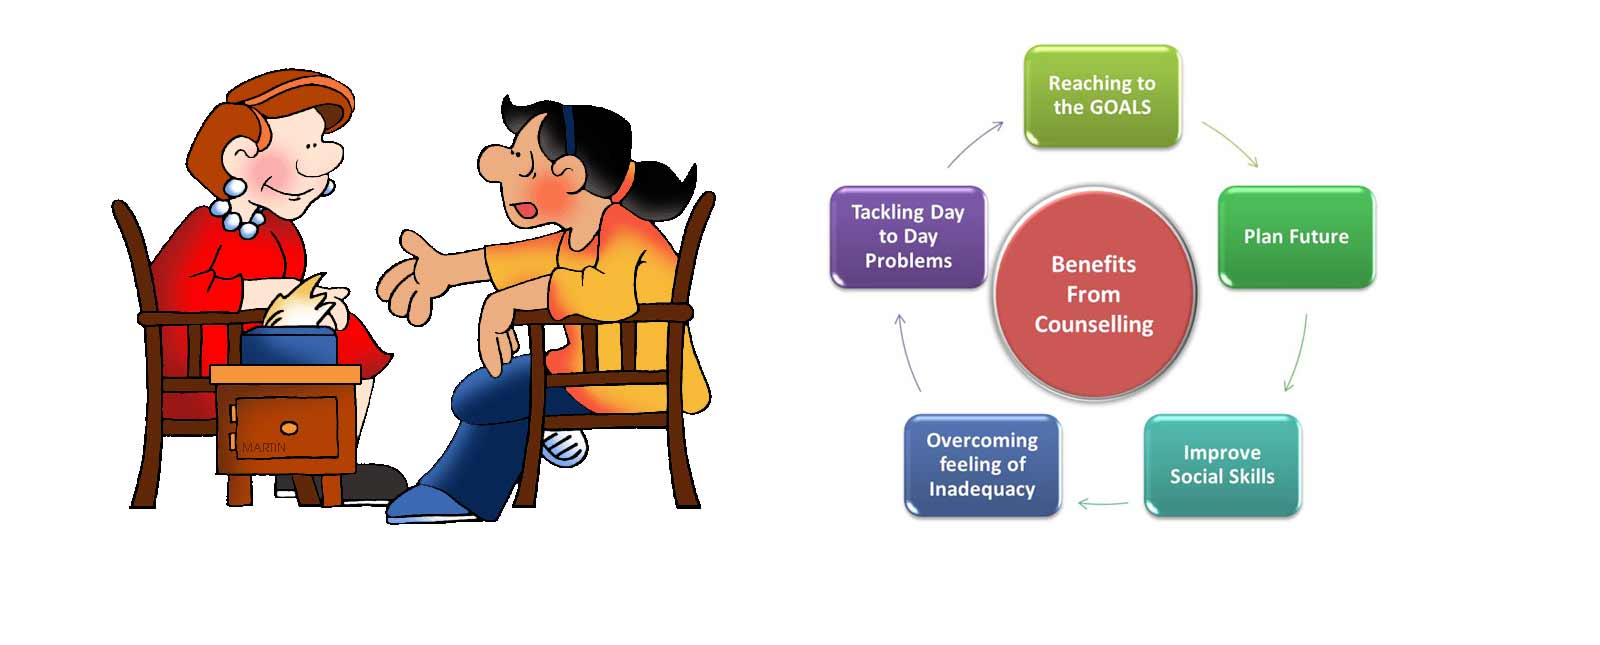 Reaching to
the GOALS
Plan Future
Improve
Social Skills
Overcoming
feeling of
Inadequacy
Tackling Day
to Day
Problems
Benefits
From
Counselling
MARTIN